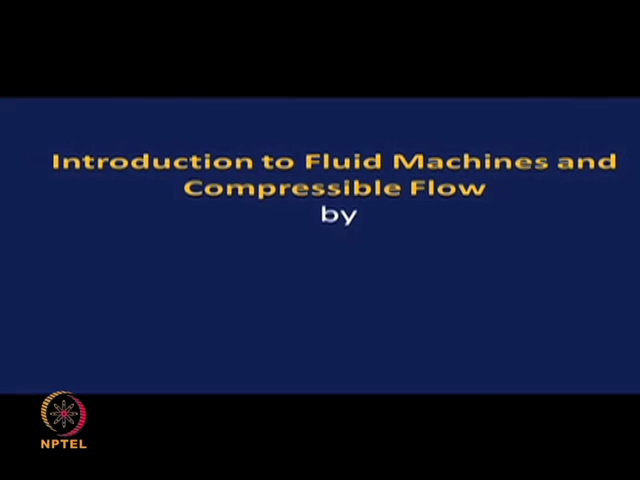 Introduction to Fluid Machines and
Compressible Flow
by
NPTEL